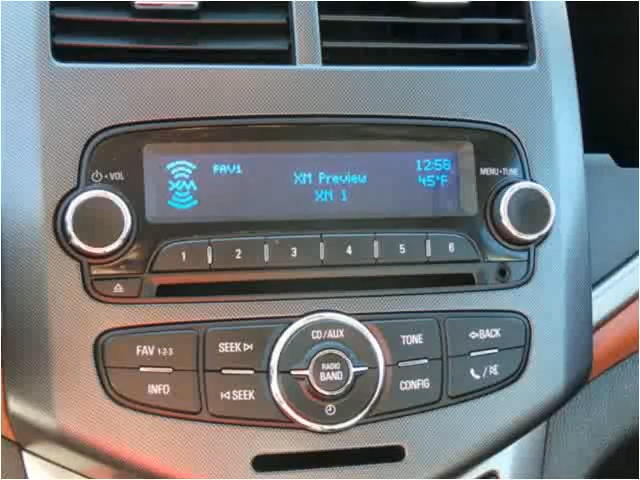 FAV1
12:58
XM
XM Preview
45°F
XM 1
VOL
MENU • TUNE
1 2 3 4 5 6
FAV 1-2-3
SEEK
CD/AUX
TONE
BACK
RADIO
BAND
INFO
SEEK
CONFIG